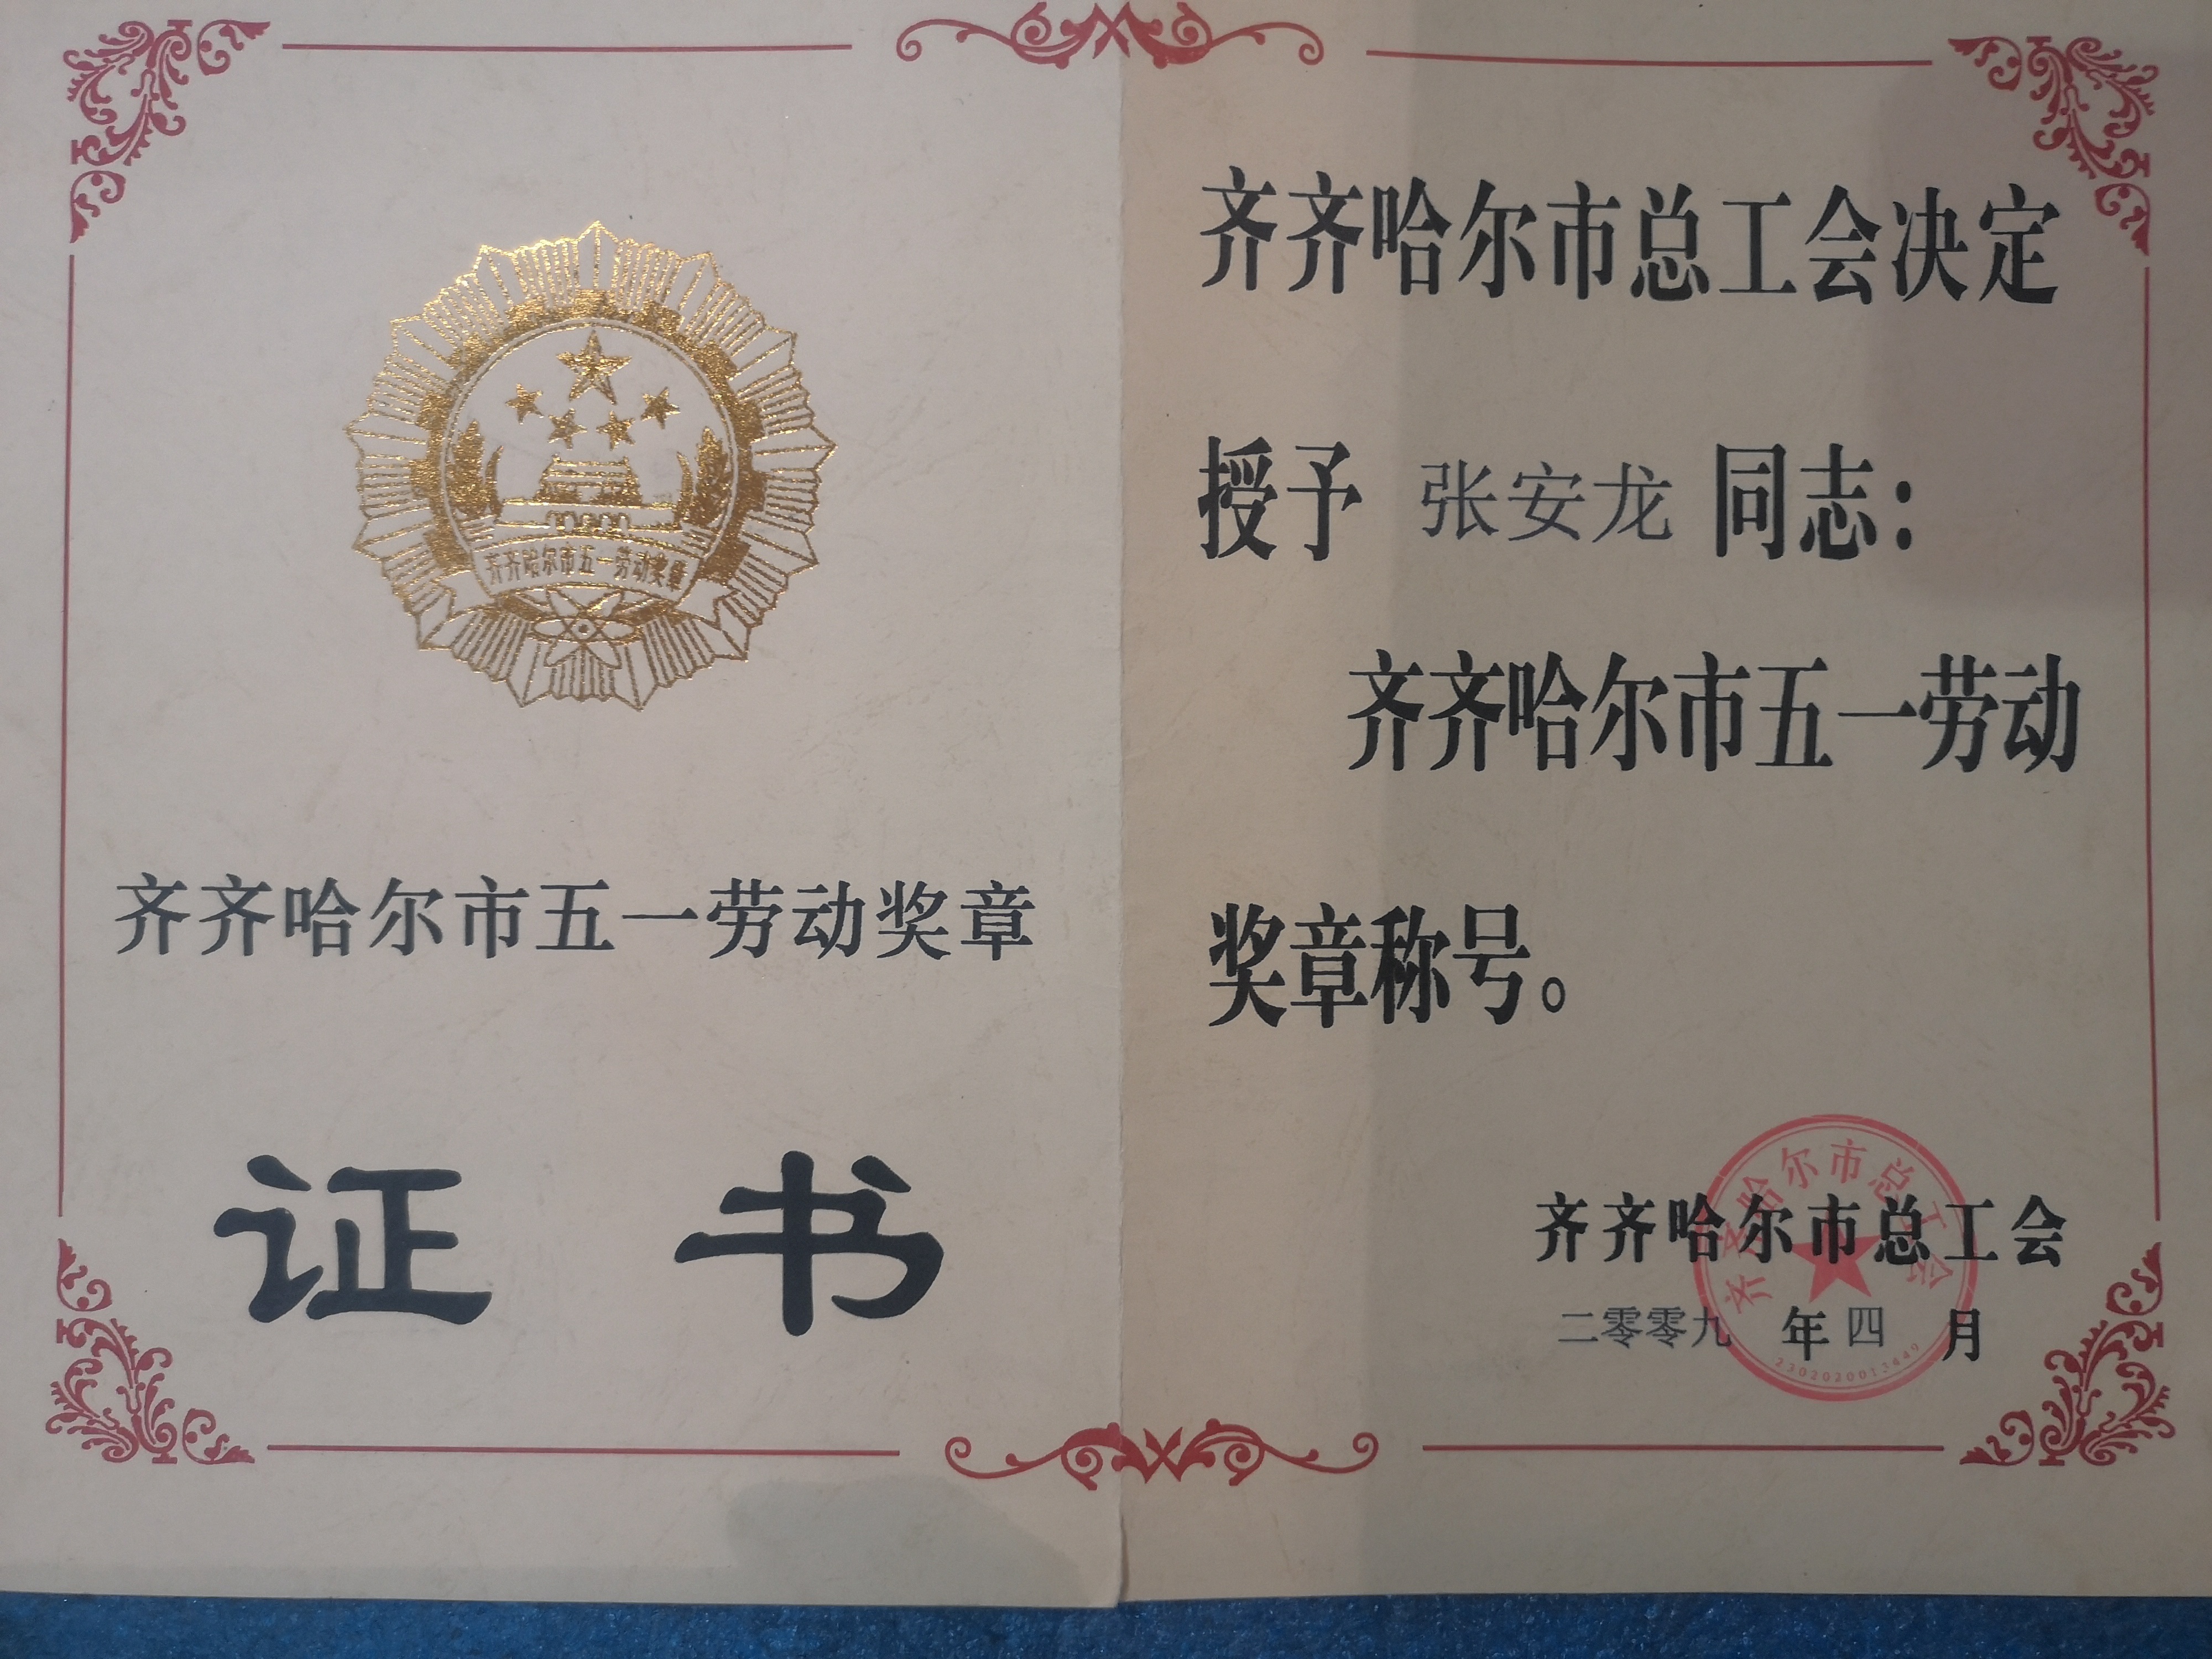 齐齐哈尔市五一劳动奖章
齐齐哈尔市五一劳动奖章
证书
齐齐哈尔市总工会决定
授予 张安龙 同志：
齐齐哈尔市五一劳动
奖章称号。
齐齐哈尔市总工会
二零零九 年 四 月
齐齐哈尔市总工会
2302020013449